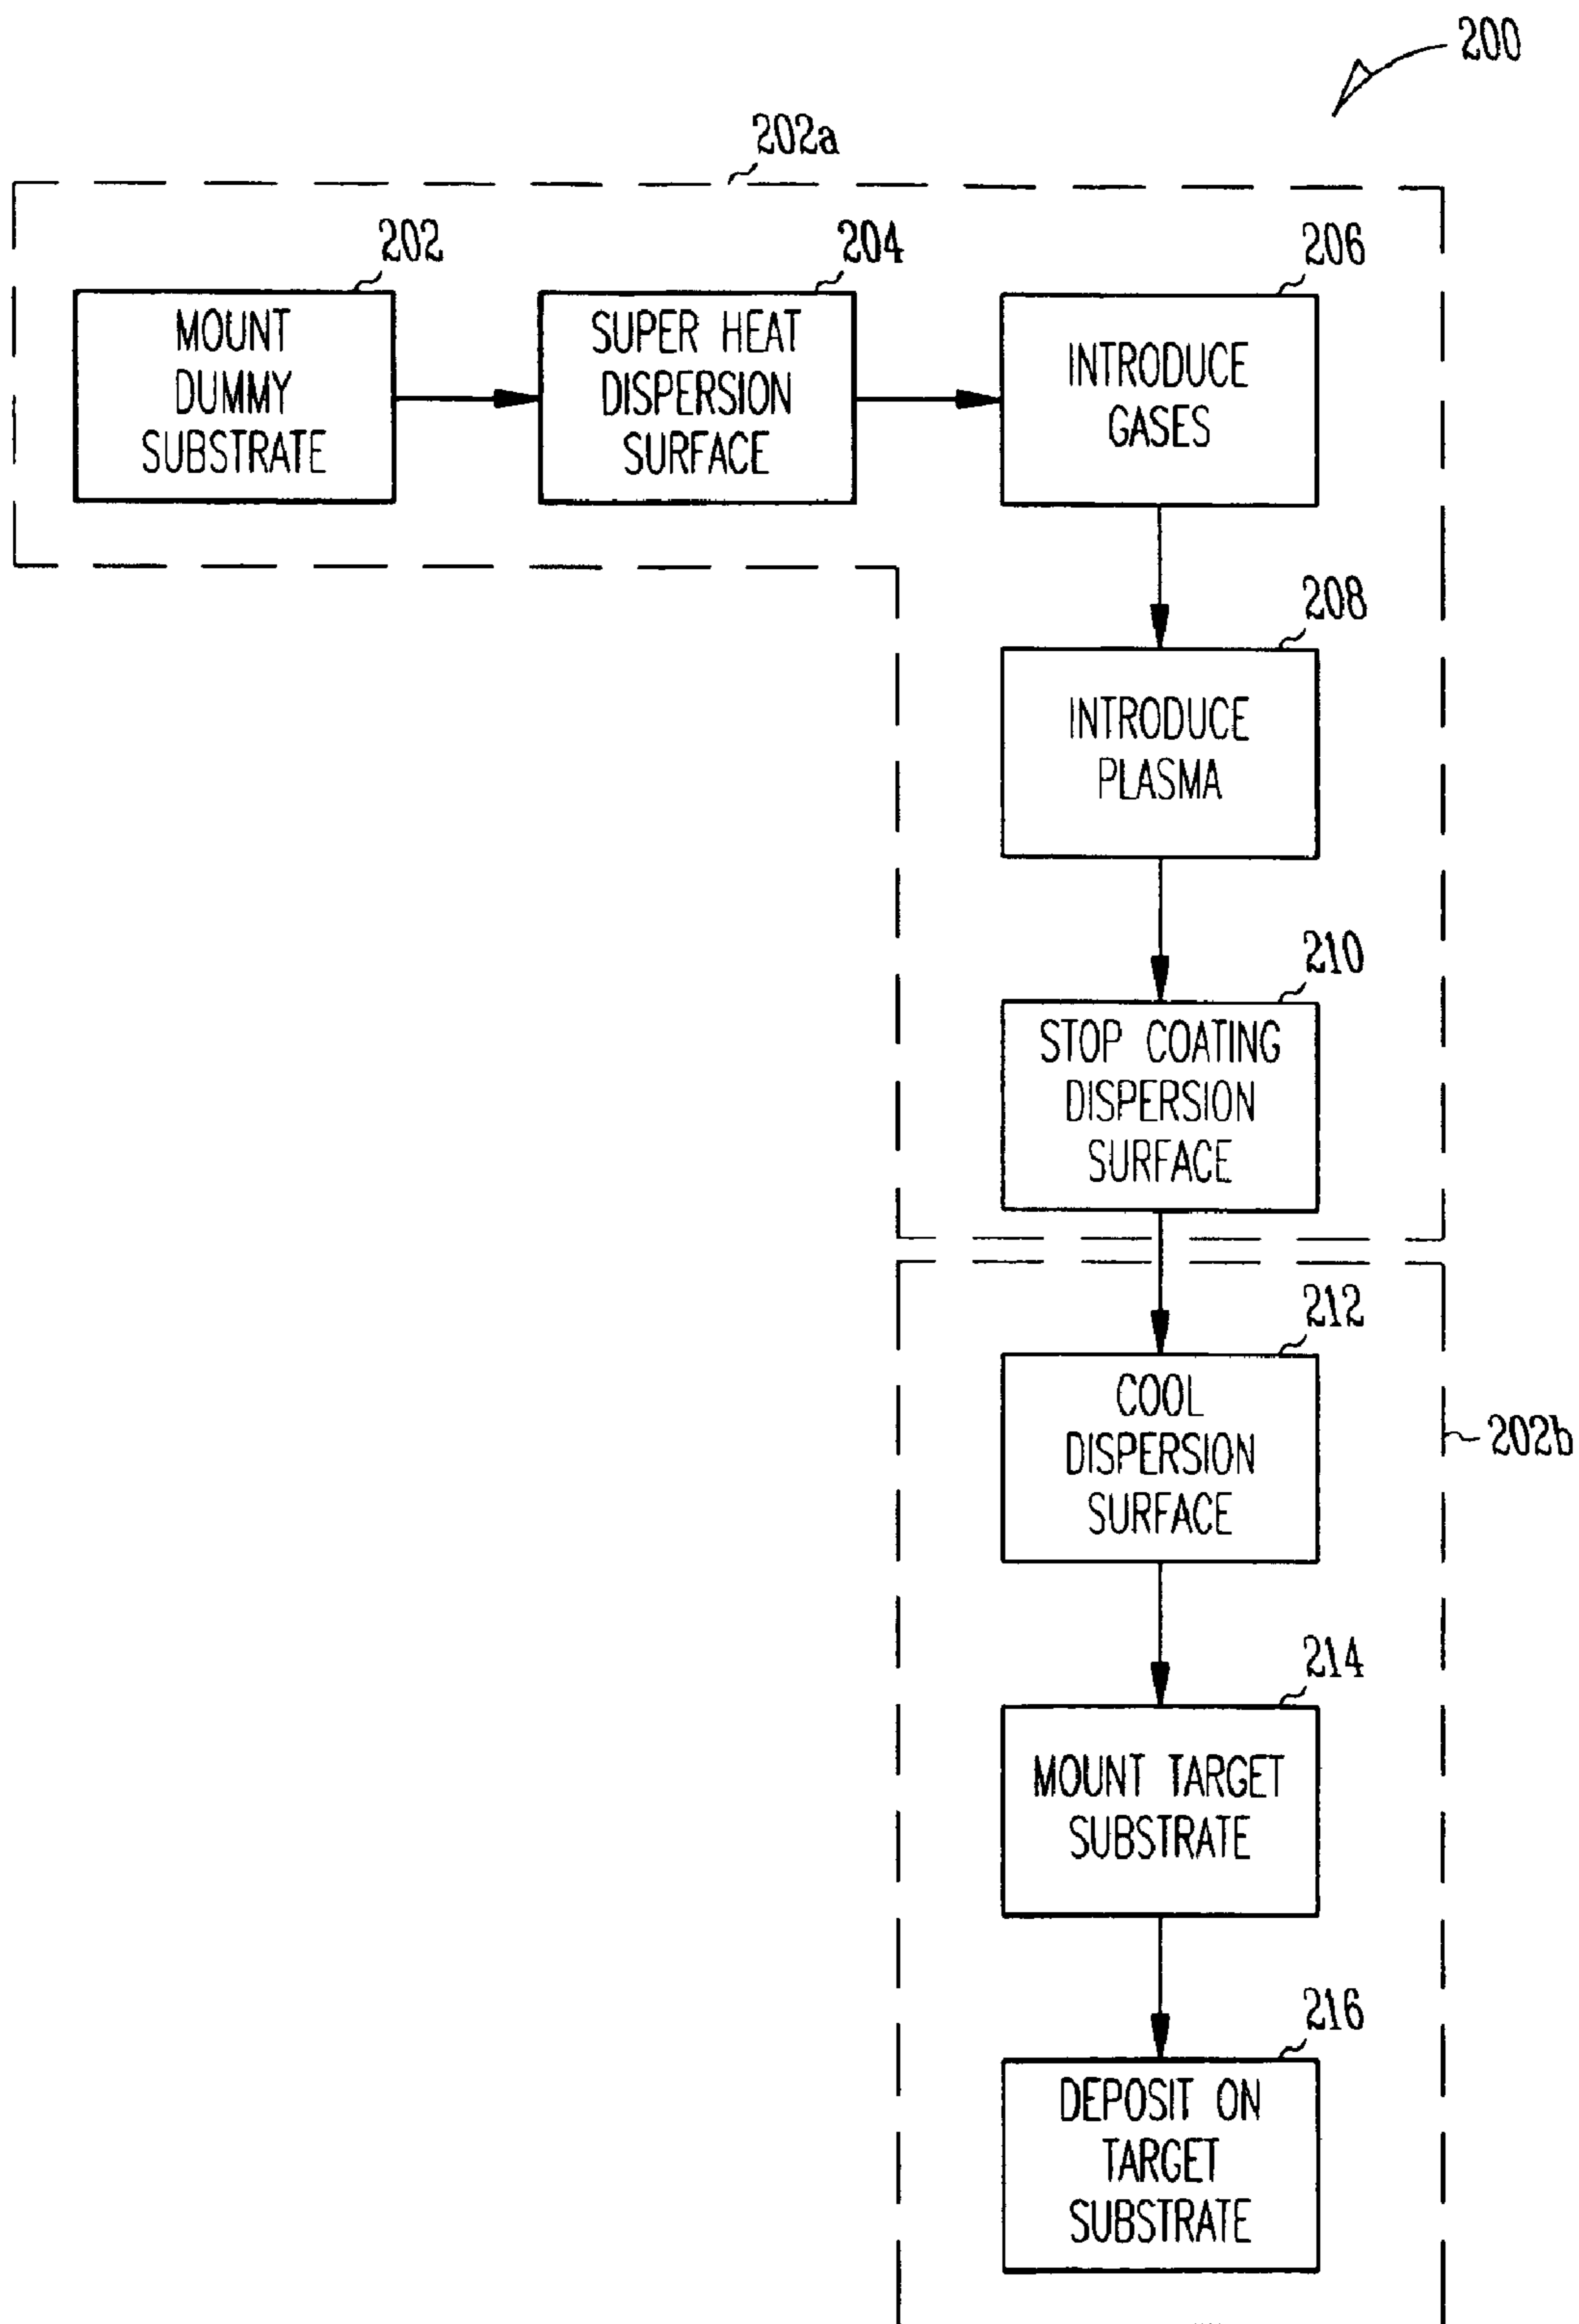 200
202a
202
MOUNT
DUMMY
SUBSTRATE
204
SUPER HEAT
DISPERSION
SURFACE
206
INTRODUCE
GASES
208
INTRODUCE
PLASMA
210
STOP COATING
DISPERSION
SURFACE
212
COOL
DISPERSION
SURFACE
202b
214
MOUNT TARGET
SUBSTRATE
216
DEPOSIT ON
TARGET
SUBSTRATE